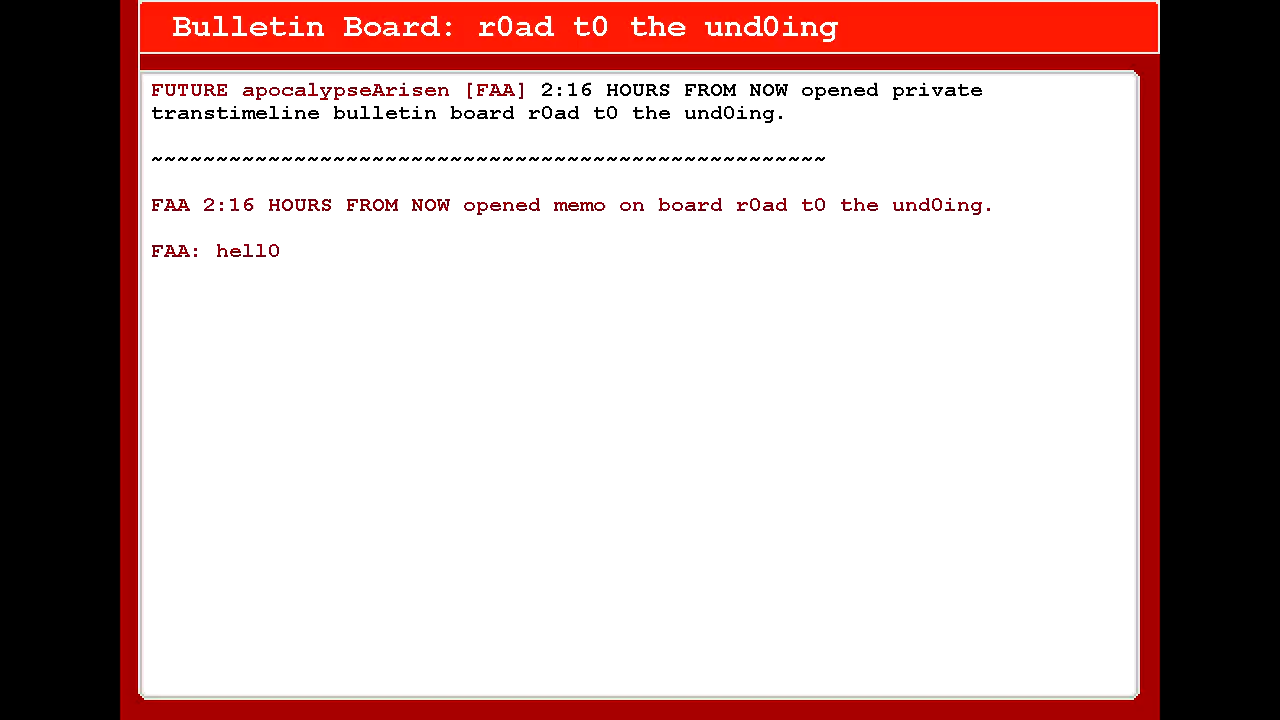 Bulletin Board: r0ad t0 the und0ing
FUTURE apocalypseArisen [FAA] 2:16 HOURS FROM NOW opened private
transtimeline bulletin board r0ad t0 the und0ing.
~~~~~~~~~~~~~~~~~~~~~~~~~~~~~~~~~~~~~~~~~~~~~~~~~~~~
FAA 2:16 HOURS FROM NOW opened memo on board r0ad t0 the und0ing.
FAA: hell0